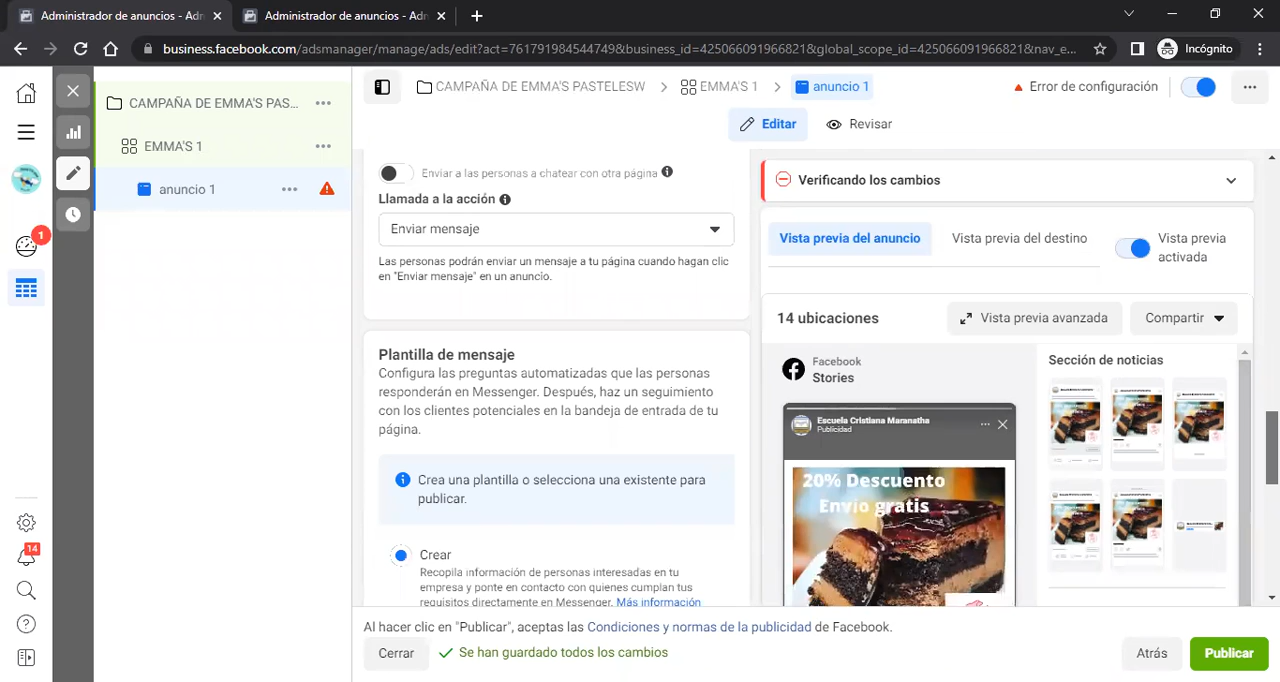 Administrador de anuncios - Adm
Administrador de anuncios - Adm
business.facebook.com/adsmanager/manage/ads/edit?act=761791984544749&business_id=425066091966821&global_scope_id=425066091966821&nav_e...
Incógnito
CAMPAÑA DE EMMA'S PAS...
EMMA'S 1
anuncio 1
1
14
CAMPAÑA DE EMMA'S PASTELESW
EMMA'S 1
anuncio 1
Error de configuración
Editar
Revisar
Enviar a las personas a chatear con otra página
Llamada a la acción
Enviar mensaje
Las personas podrán enviar un mensaje a tu página cuando hagan clic
en "Enviar mensaje" en un anuncio.
Plantilla de mensaje
Configura las preguntas automatizadas que las personas
responderán en Messenger. Después, haz un seguimiento
con los clientes potenciales en la bandeja de entrada de tu
página.
Crea una plantilla o selecciona una existente para
publicar.
Crear
Recopila información de personas interesadas en tu
empresa y ponte en contacto con quienes cumplan tus
requisitos directamente en Messenger. Más información
Verificando los cambios
Vista previa del anuncio
Vista previa del destino
Vista previa
activada
14 ubicaciones
Vista previa avanzada
Compartir
Facebook
Stories
Sección de noticias
Escuela Cristiana Maranatha
Publicidad
20% Descuento
Envio gratis
Al hacer clic en "Publicar", aceptas las Condiciones y normas de la publicidad de Facebook.
Cerrar
Se han guardado todos los cambios
Atrás
Publicar